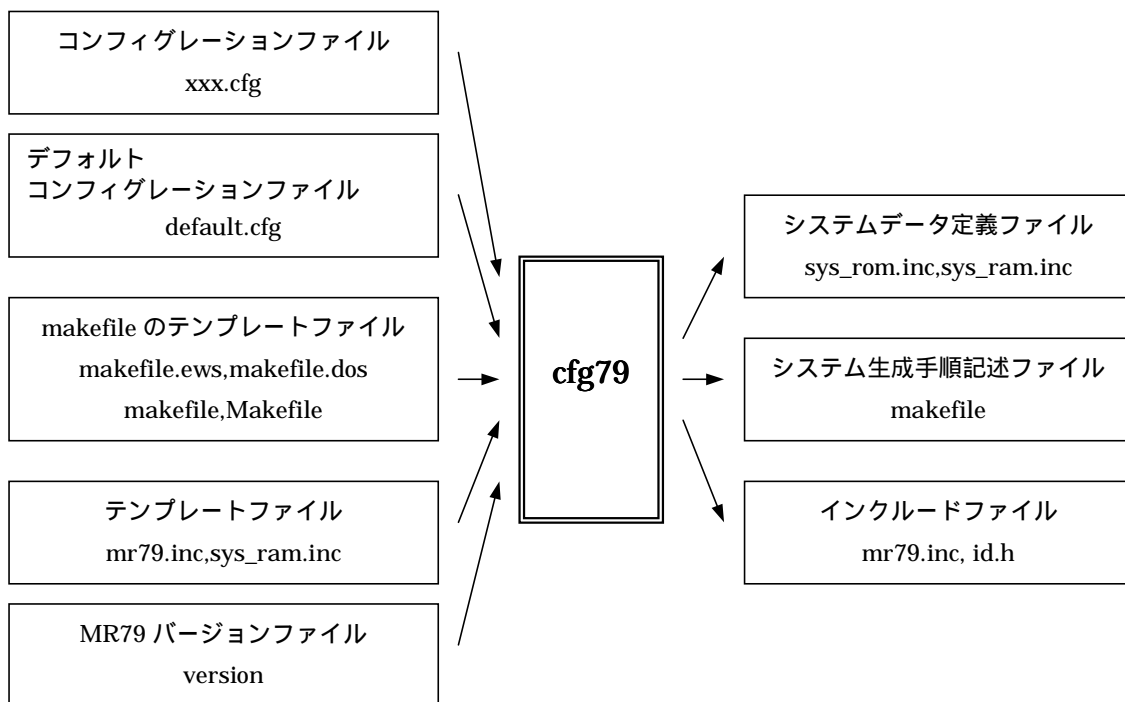 コンフィグレーションファイル
xxx.cfg
デフォルト
コンフィグレーションファイル
default.cfg
makefile のテンプレートファイル
makefile.ews,makefile.dos
makefile,Makefile
テンプレートファイル
mr79.inc,sys_ram.inc
MR79 バージョンファイル
version
cfg79
システムデータ定義ファイル
sys_rom.inc,sys_ram.inc
システム生成手順記述ファイル
makefile
インクルードファイル
mr79.inc, id.h